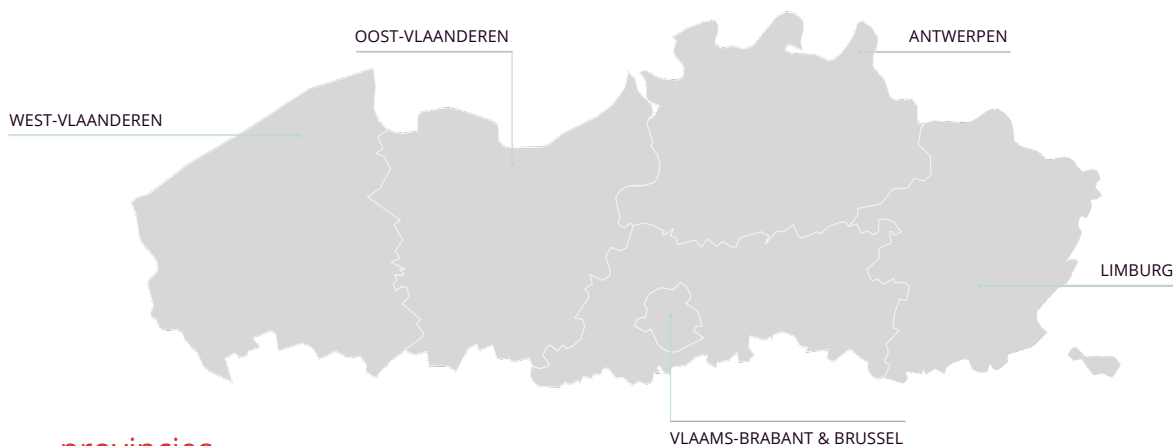 OOST-VLAANDEREN
ANTWERPEN
WEST-VLAANDEREN
LIMBURG
VLAAMS-BRABANT & BRUSSEL
provincies